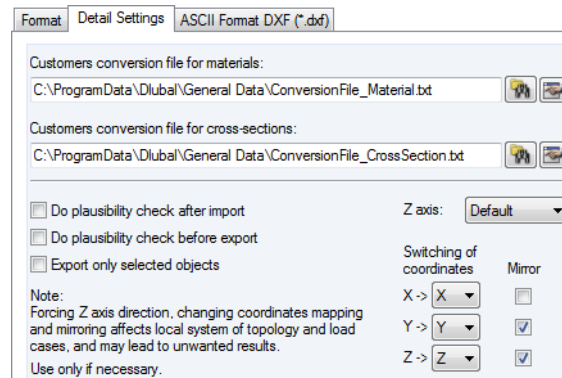 Format
Detail Settings
ASCII Format DXF (*.dxf)
Customers conversion file for materials:
C:\ProgramData\Dlubal\General Data\ConversionFile_Material.txt
Customers conversion file for cross-sections:
C:\ProgramData\Dlubal\General Data\ConversionFile_CrossSection.txt
Do plausibility check after import
Do plausibility check before export
Export only selected objects
Note:
Forcing Z axis direction, changing coordinates mapping
and mirroring affects local system of topology and load
cases, and may lead to unwanted results.
Use only if necessary.
Z axis: Default
Switching of
coordinates Mirror
X -> X
Y -> Y
Z -> Z